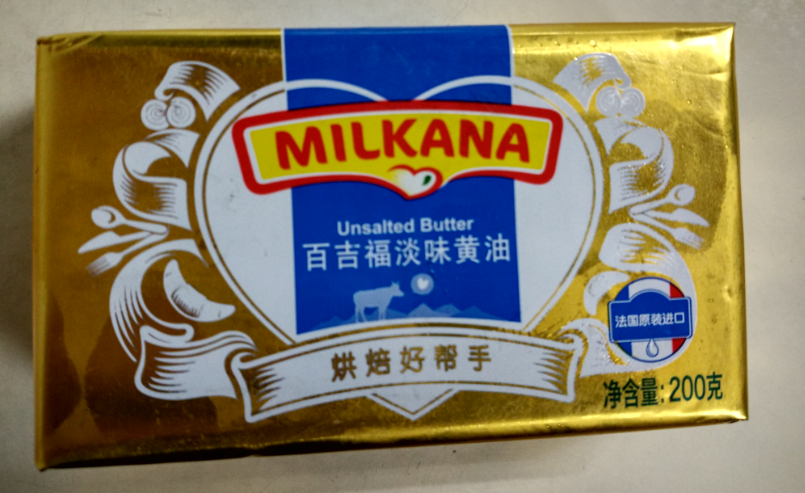 MILKANA
Unsalted Butter
百吉福淡味黄油
法国原装进口
烘焙好帮手
净含量: 200克